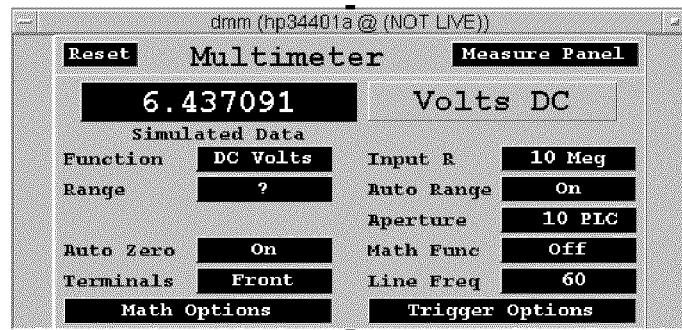 dmm (hp34401a @ (NOT LIVE))
Reset Multimeter Measure Panel
6.437091 Volts DC
Simulated Data
Function DC Volts Input R 10 Meg
Range ? Auto Range On
Aperture 10 PLC
Auto Zero On Math Func Off
Terminals Front Line Freq 60
Math Options Trigger Options